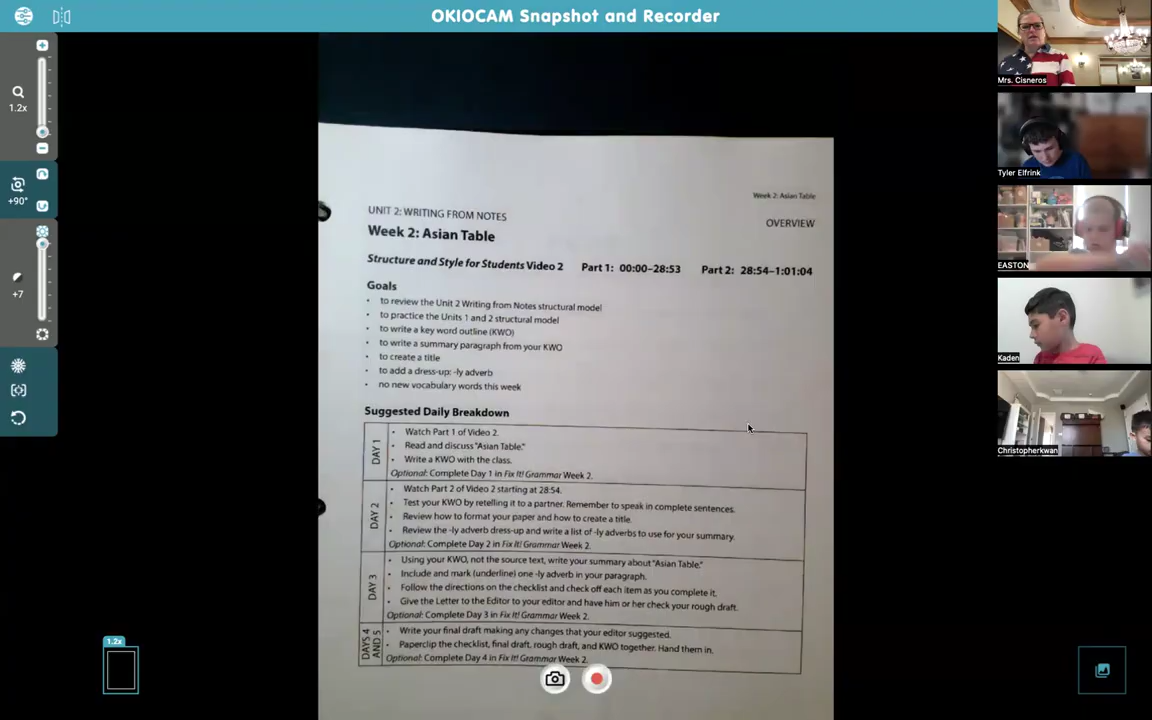 OKIOCAM Snapshot and Recorder
1.2x
+90°
+7
1.2x
Week 2: Asian Table
UNIT 2: WRITING FROM NOTES
OVERVIEW
Week 2: Asian Table
Structure and Style for Students Video 2 Part 1: 00:00–28:53 Part 2: 28:54–1:01:04
Goals
• to review the Unit 2 Writing from Notes structural model
• to practice the Units 1 and 2 structural model
• to write a key word outline (KWO)
• to write a summary paragraph from your KWO
• to create a title
• to add a dress-up: -ly adverb
• no new vocabulary words this week
Suggested Daily Breakdown
DAY 1
• Watch Part 1 of Video 2.
• Read and discuss "Asian Table."
• Write a KWO with the class.
Optional: Complete Day 1 in Fix It! Grammar Week 2.
DAY 2
• Watch Part 2 of Video 2 starting at 28:54.
• Test your KWO by retelling it to a partner. Remember to speak in complete sentences.
• Review how to format your paper and how to create a title.
• Review the -ly adverb dress-up and write a list of -ly adverbs to use for your summary.
Optional: Complete Day 2 in Fix It! Grammar Week 2.
DAY 3
• Using your KWO, not the source text, write your summary about "Asian Table."
• Include and mark (underline) one -ly adverb in your paragraph.
• Follow the directions on the checklist and check off each item as you complete it.
• Give the Letter to the Editor to your editor and have him or her check your rough draft.
Optional: Complete Day 3 in Fix It! Grammar Week 2.
DAYS 4
AND 5
• Write your final draft making any changes that your editor suggested.
• Paperclip the checklist, final draft, rough draft, and KWO together. Hand them in.
Optional: Complete Day 4 in Fix It! Grammar Week 2.
Mrs. Cisneros
Tyler Elfrink
EASTON
Kaden
Christopherkwan